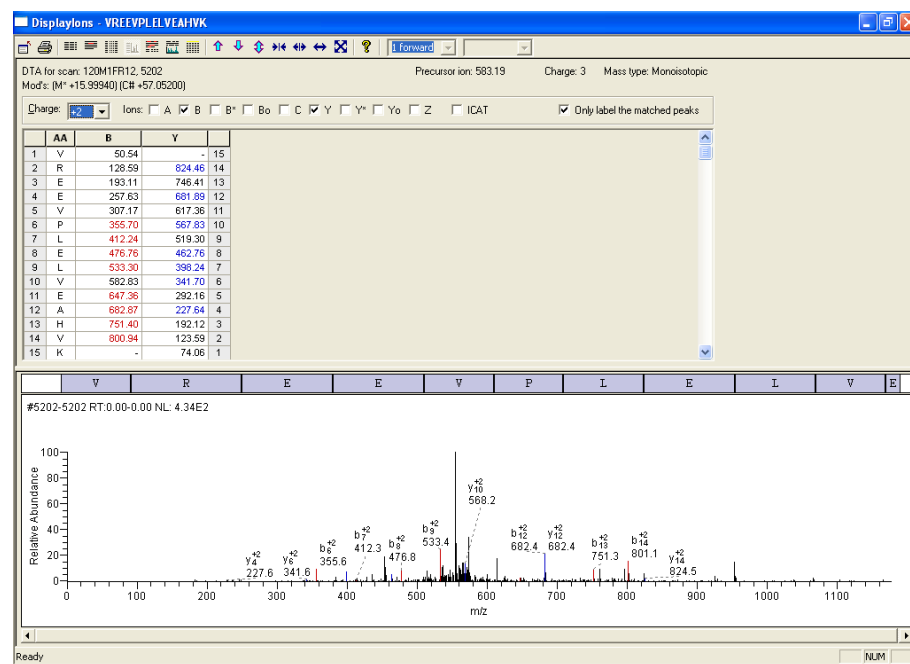 DisplayIons - VREEVPLELVEAHVK
1 forward
DTA for scan: 120M1FR12, 5202 Precursor ion: 583.19 Charge: 3 Mass type: Monoisotopic
Mod's: (M* +15.99940) (C# +57.05200)
Charge: +2 Ions: A B B* Bo C Y Y* Yo Z ICAT Only label the matched peaks
AA B Y
1 V 50.54 - 15
2 R 128.59 824.46 14
3 E 193.11 746.41 13
4 E 257.63 681.89 12
5 V 307.17 617.36 11
6 P 355.70 567.83 10
7 L 412.24 519.30 9
8 E 476.76 462.76 8
9 L 533.30 398.24 7
10 V 582.83 341.70 6
11 E 647.36 292.16 5
12 A 682.87 227.64 4
13 H 751.40 192.12 3
14 V 800.94 123.59 2
15 K - 74.06 1
V R E E V P L E L V E
#5202-5202 RT:0.00-0.00 NL: 4.34E2
Relative Abundance
100
80
60
40
20
0
y4+2 227.6
y6+2 341.6
b6+2 355.6
b7+2 412.3
b8+2 476.8
b9+2 533.4
y10+2 568.2
b12+2 682.4
y12+2 682.4
b13+2 751.3
b14+2 801.1
y14+2 824.5
0 100 200 300 400 500 600 700 800 900 1000 1100
m/z
Ready NUM